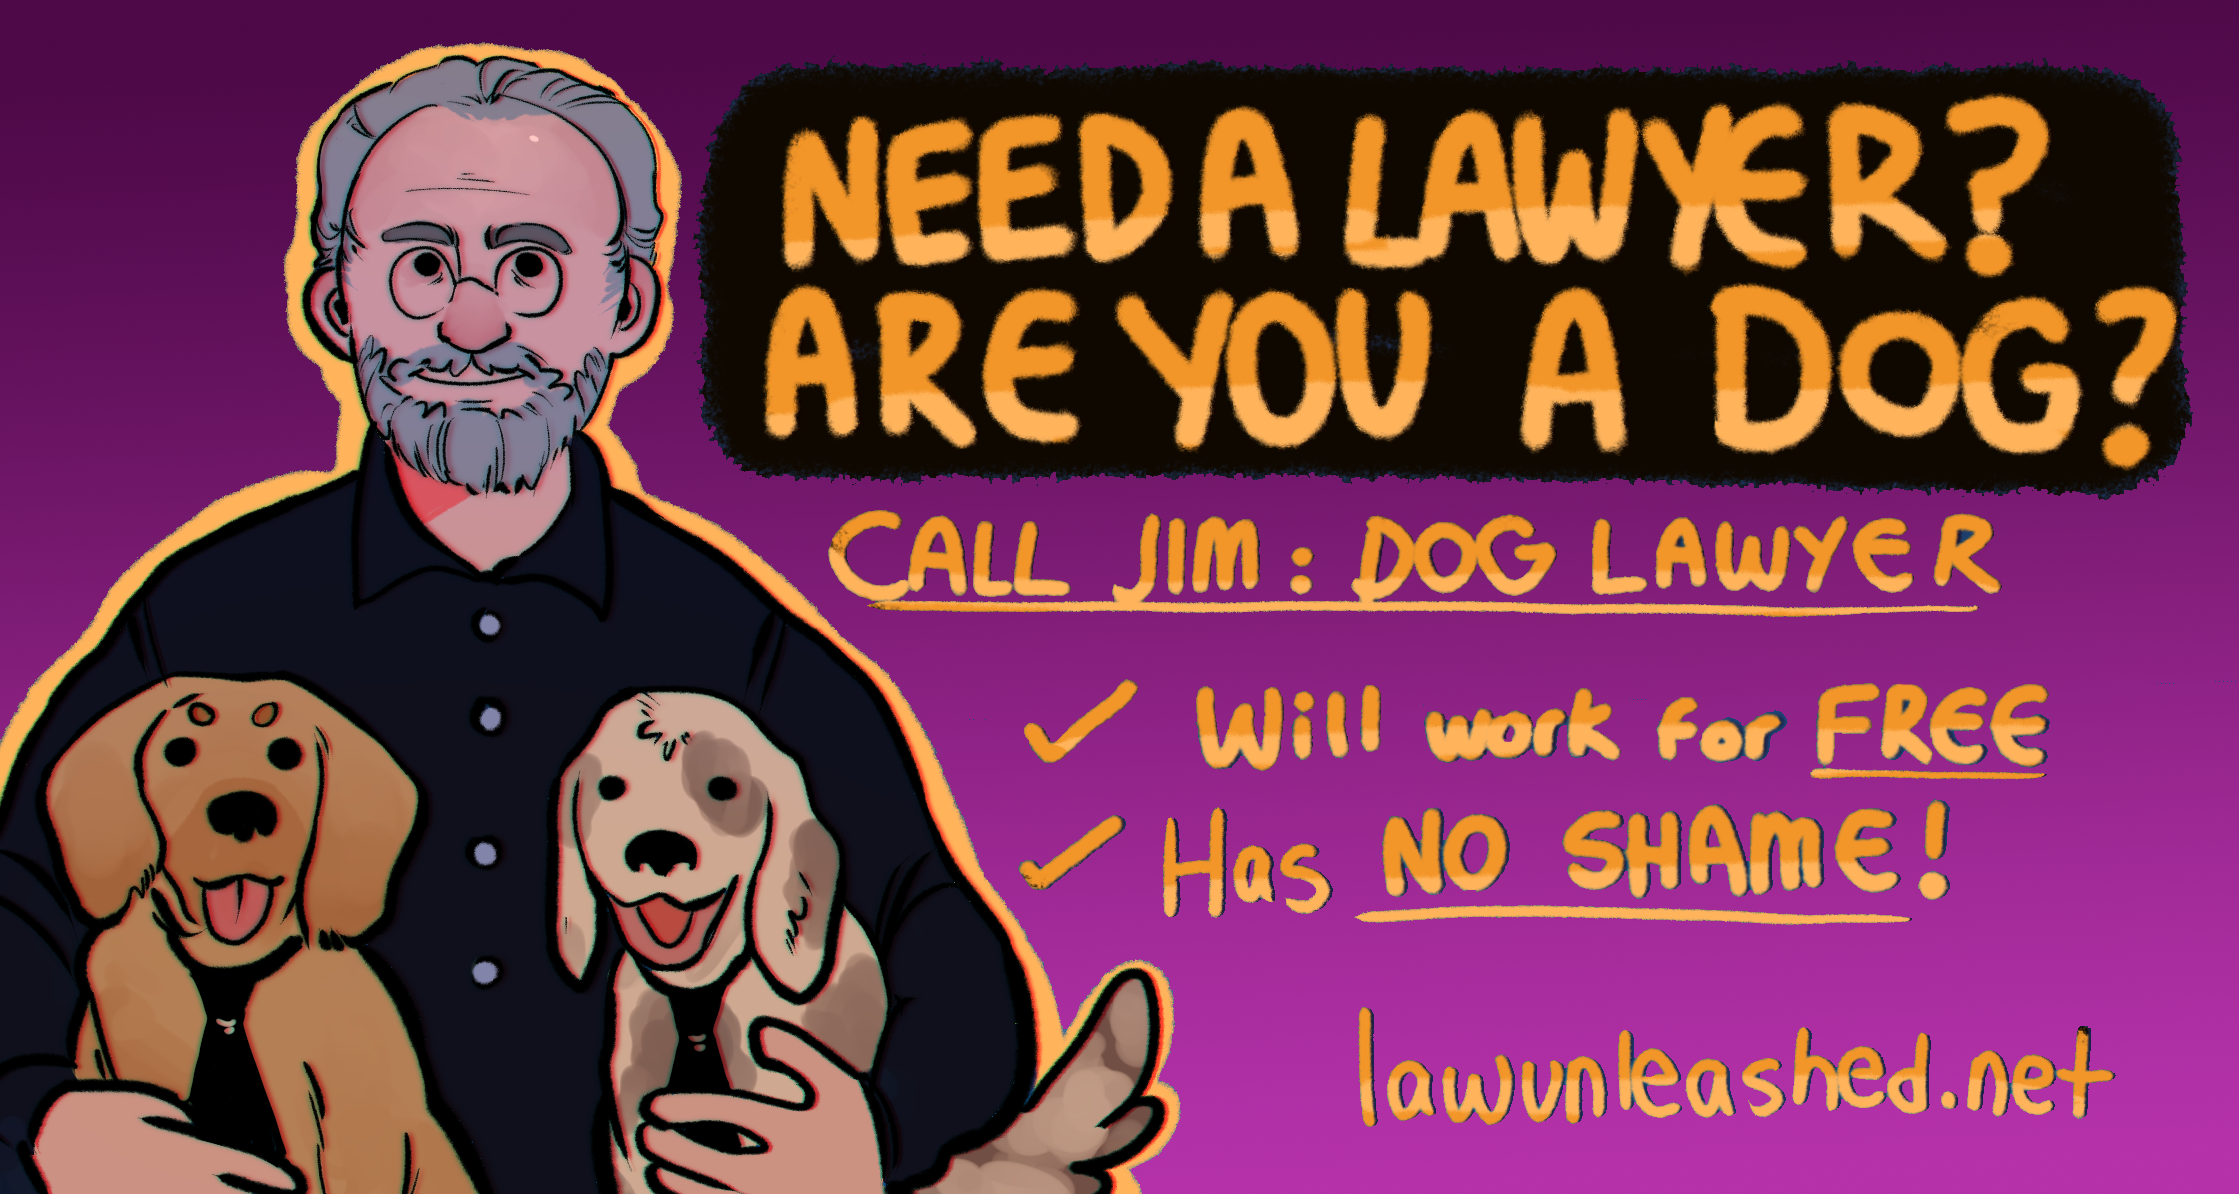 NEED A LAWYER?
ARE YOU A DOG?
CALL JIM: DOG LAWYER
✓ Will work for FREE
✓ Has NO SHAME!
lawunleashed.net